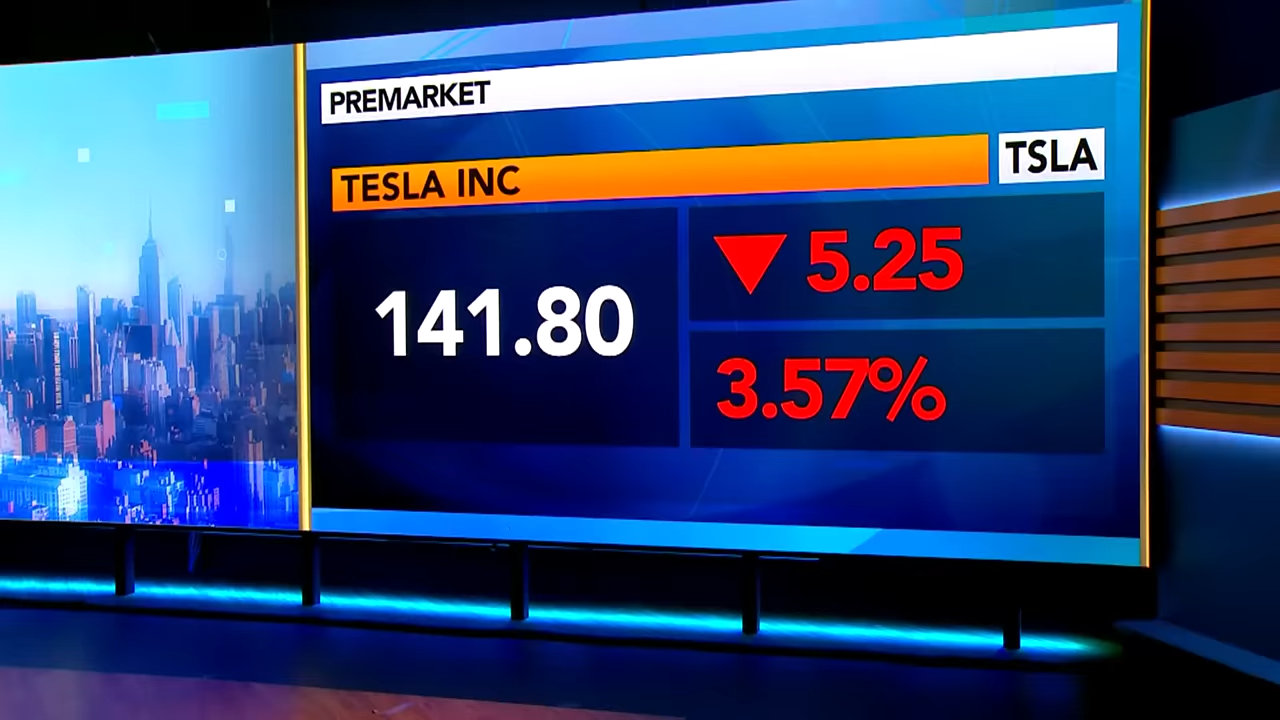 PREMARKET
TESLA INC
TSLA
141.80
▼ 5.25
3.57%